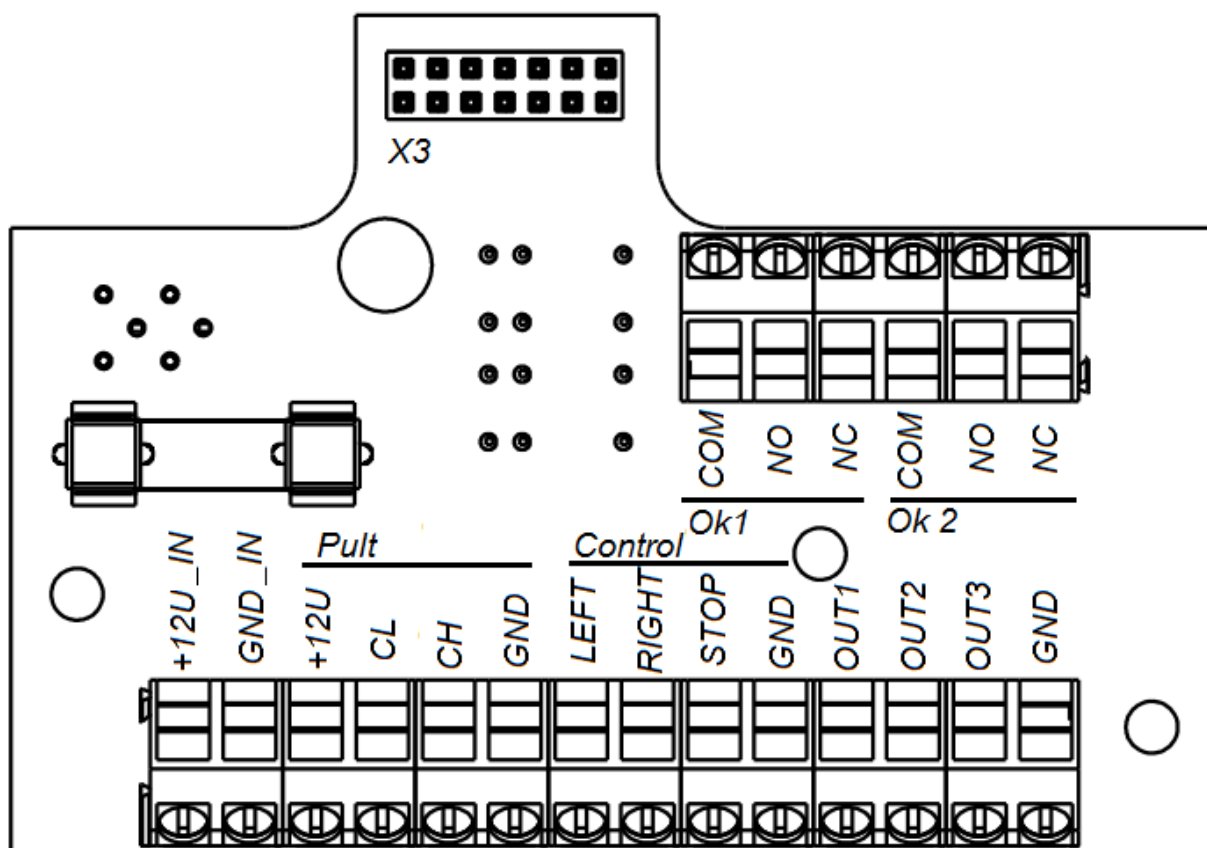 X3
COM NO NC COM NO NC
Ok1 Ok 2
Pult Control
+12U_IN GND_IN +12U CL CH GND LEFT RIGHT STOP GND OUT1 OUT2 OUT3 GND